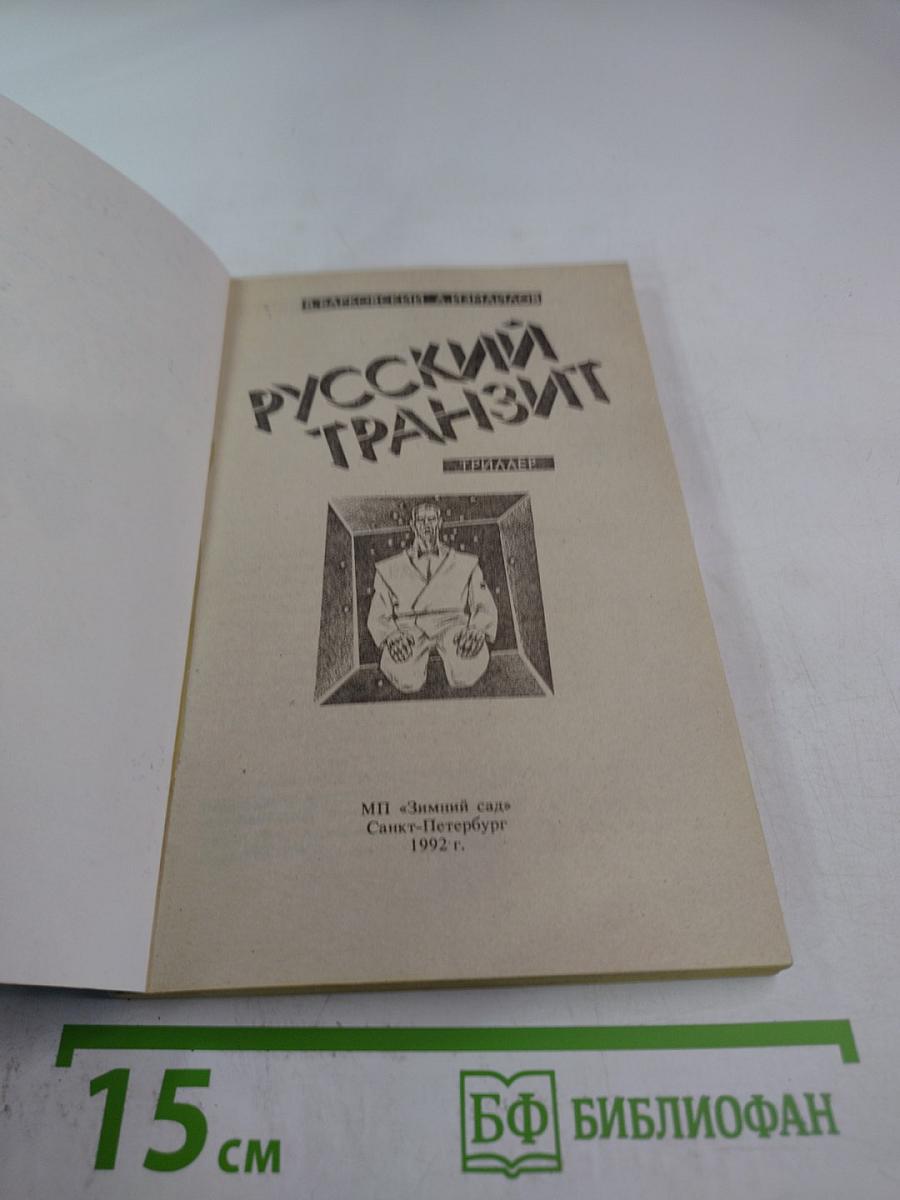 В. БАРКОВСКИЙ А. ИЗМАЙЛОВ
РУССКИЙ
ТРАНЗИТ
ТРИЛЛЕР
МП «Зимний сад»
Санкт-Петербург
1992 г.
15 см
БФ БИБЛИОФАН